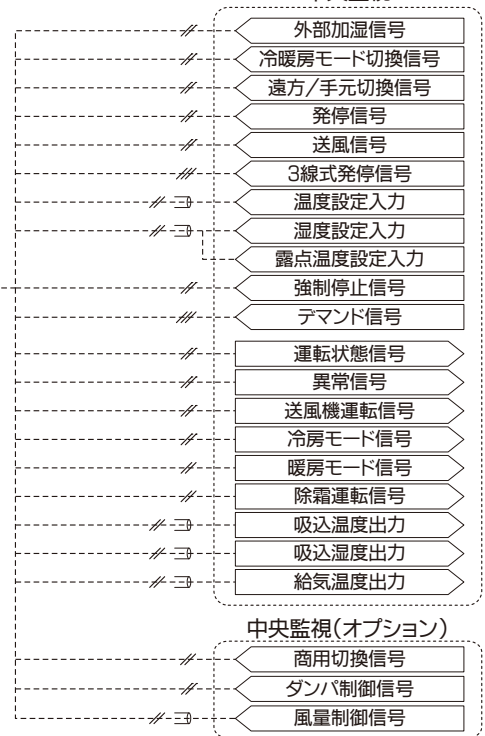 外部加湿信号
冷暖房モード切換信号
遠方/手元切換信号
発停信号
送風信号
3線式発停信号
温度設定入力
湿度設定入力
露点温度設定入力
強制停止信号
デマンド信号
運転状態信号
異常信号
送風機運転信号
冷房モード信号
暖房モード信号
除霜運転信号
吸込温度出力
吸込湿度出力
給気温度出力
中央監視(オプション)
商用切換信号
ダンパ制御信号
風量制御信号